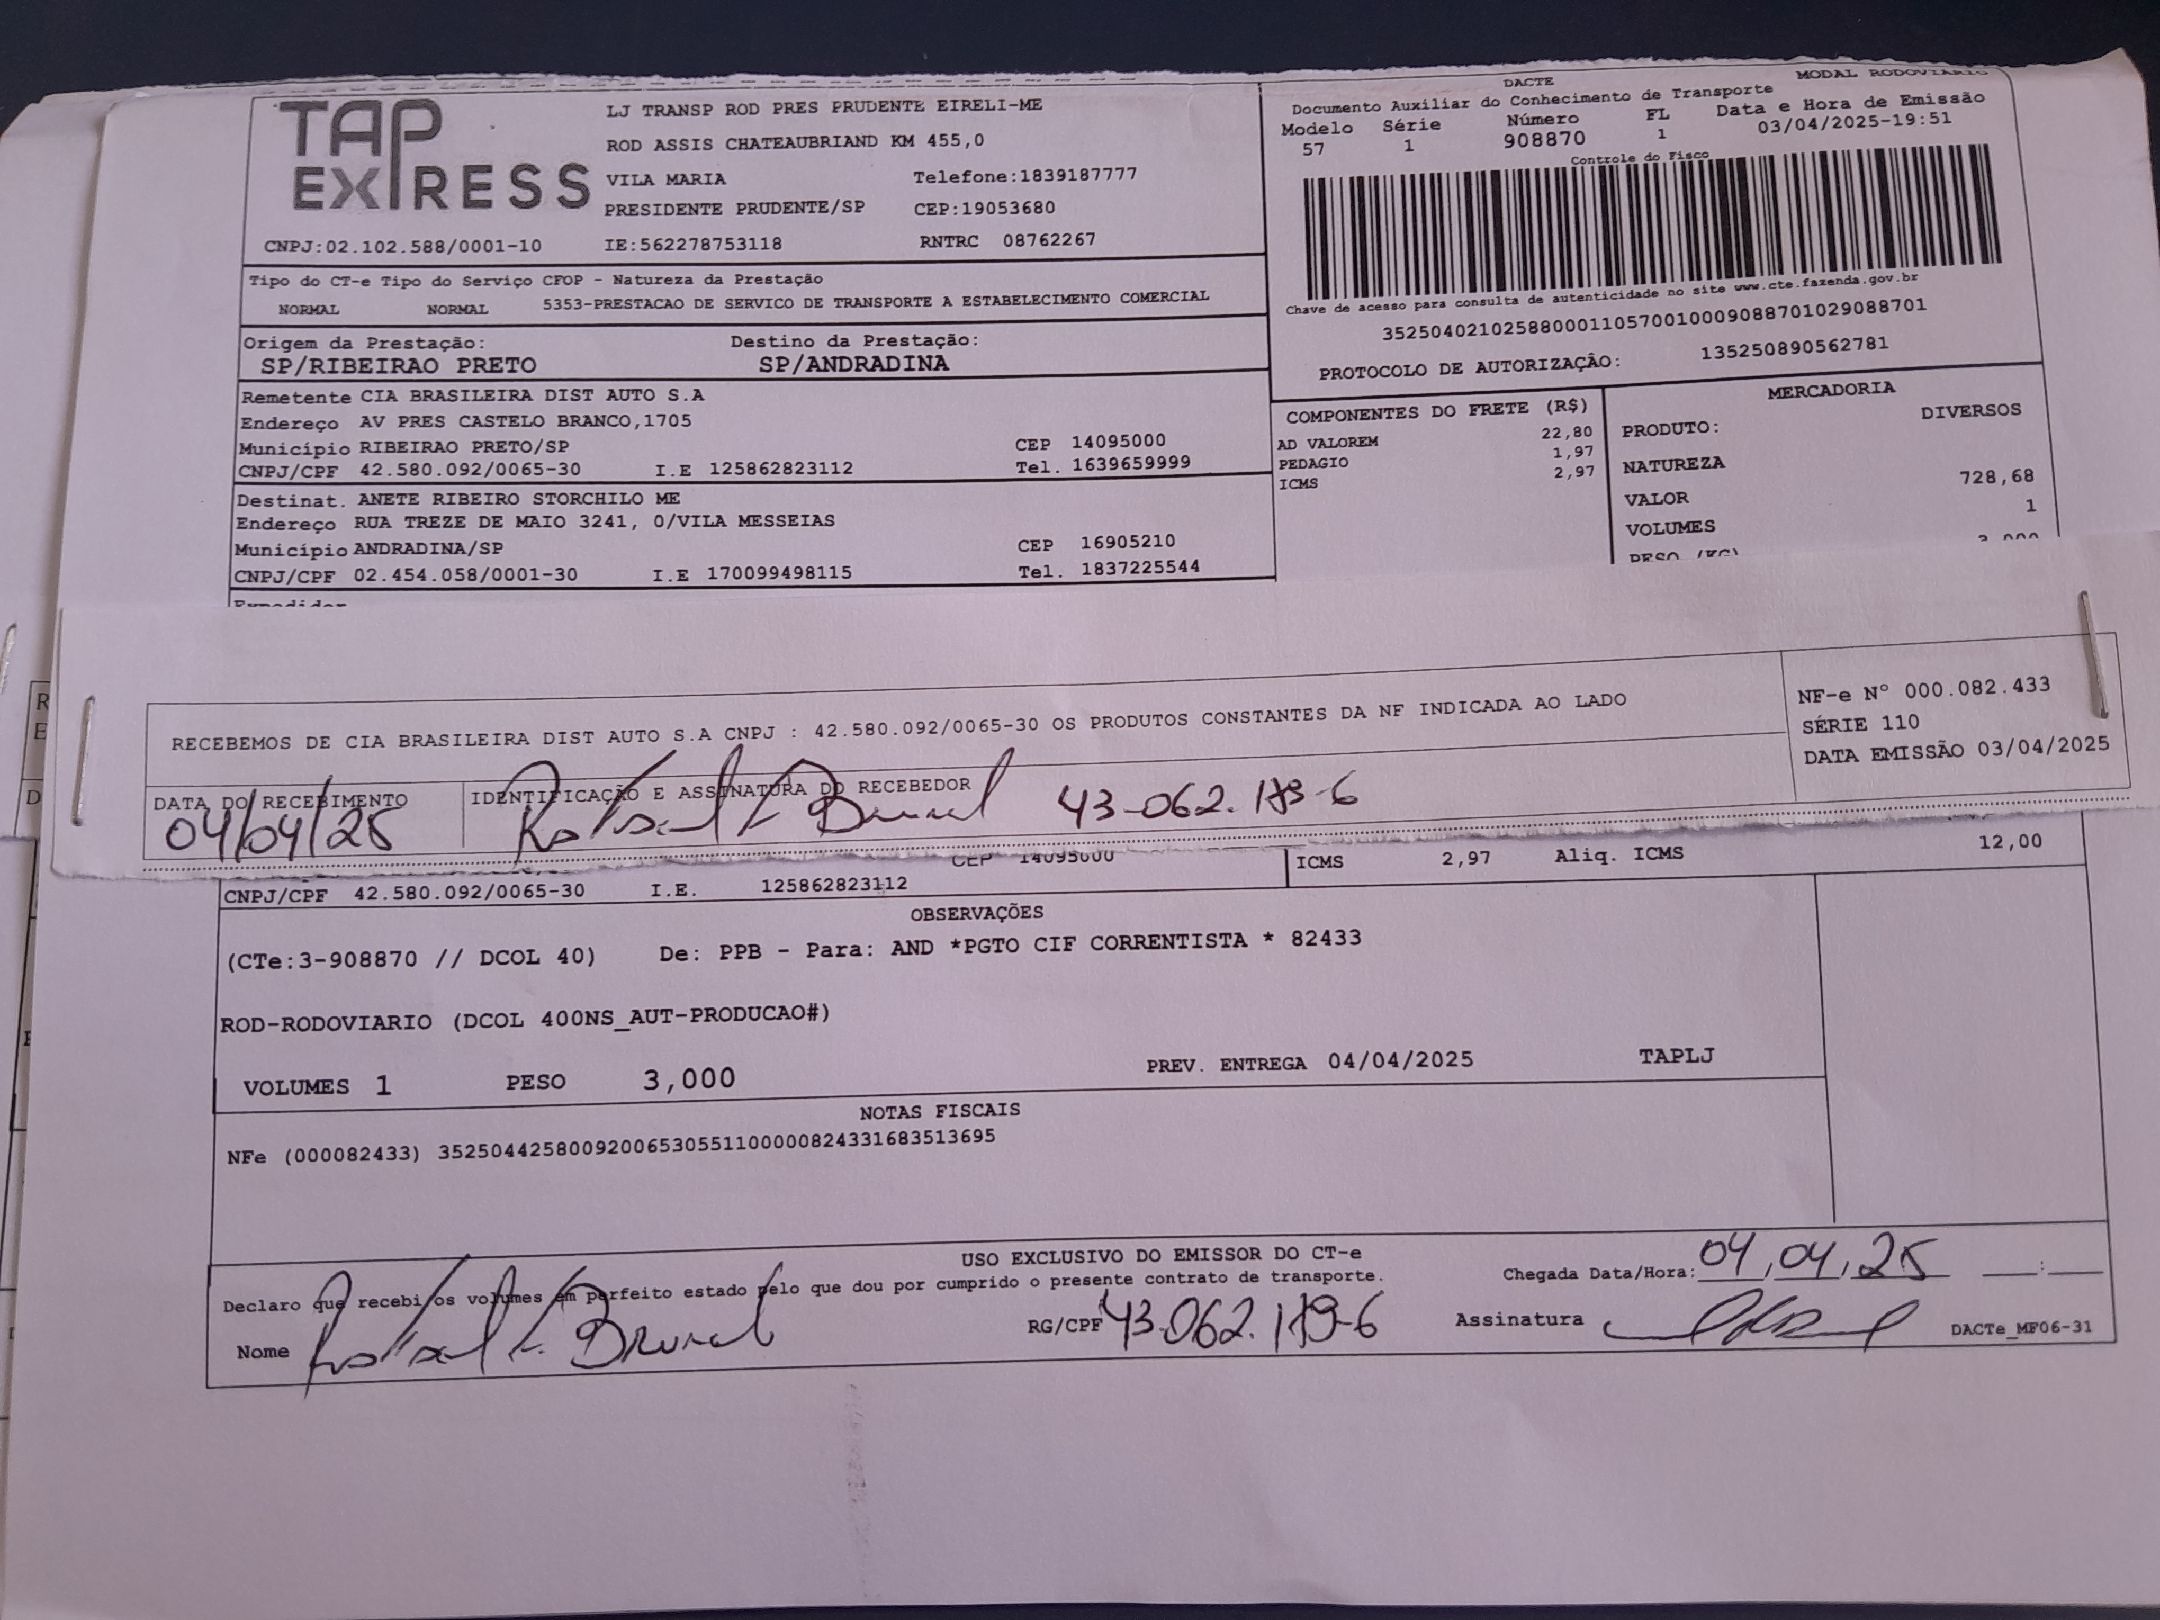 TAP EXPRESS
LJ TRANSP ROD PRES PRUDENTE EIRELI-ME
ROD ASSIS CHATEAUBRIAND KM 455,0
VILA MARIA Telefone:1839187777
PRESIDENTE PRUDENTE/SP CEP:19053680
CNPJ:02.102.588/0001-10 IE:562278753118 RNTRC 08762267
DACTE MODAL RODOVIARIO
Documento Auxiliar do Conhecimento de Transporte
Modelo Série Número FL Data e Hora de Emissão
57 1 908870 1 03/04/2025-19:51
Controle do Fisco
Chave de acesso para consulta de autenticidade no site www.cte.fazenda.gov.br
35250402102588000110570010009088701029088701
PROTOCOLO DE AUTORIZAÇÃO: 135250890562781
Tipo do CT-e Tipo do Serviço CFOP - Natureza da Prestação
NORMAL NORMAL 5353-PRESTACAO DE SERVICO DE TRANSPORTE A ESTABELECIMENTO COMERCIAL
Origem da Prestação: Destino da Prestação:
SP/RIBEIRAO PRETO SP/ANDRADINA
Remetente CIA BRASILEIRA DIST AUTO S.A
Endereço AV PRES CASTELO BRANCO,1705
Município RIBEIRAO PRETO/SP CEP 14095000
CNPJ/CPF 42.580.092/0065-30 I.E 125862823112 Tel. 1639659999
Destinat. ANETE RIBEIRO STORCHILO ME
Endereço RUA TREZE DE MAIO 3241, 0/VILA MESSEIAS
Município ANDRADINA/SP CEP 16905210
CNPJ/CPF 02.454.058/0001-30 I.E 170099498115 Tel. 1837225544
Expedidor
COMPONENTES DO FRETE (R$)
AD VALOREM 22,80
PEDAGIO 1,97
ICMS 2,97
MERCADORIA
PRODUTO: DIVERSOS
NATUREZA
VALOR 728,68
VOLUMES 1
PESO (KG) 3,000
RECEBEMOS DE CIA BRASILEIRA DIST AUTO S.A CNPJ : 42.580.092/0065-30 OS PRODUTOS CONSTANTES DA NF INDICADA AO LADO
NF-e N° 000.082.433
SÉRIE 110
DATA EMISSÃO 03/04/2025
DATA DO RECEBIMENTO IDENTIFICAÇÃO E ASSINATURA DO RECEBEDOR
04/04/25 43.062.179-6
CEP 14095000 ICMS 2,97 Aliq. ICMS 12,00
CNPJ/CPF 42.580.092/0065-30 I.E. 125862823112
OBSERVAÇÕES
(CTe:3-908870 // DCOL 40) De: PPB - Para: AND *PGTO CIF CORRENTISTA * 82433
ROD-RODOVIARIO (DCOL 400NS_AUT-PRODUCAO#)
VOLUMES 1 PESO 3,000 PREV. ENTREGA 04/04/2025 TAPLJ
NOTAS FISCAIS
NFe (000082433) 35250442580092006530551100000824331683513695
USO EXCLUSIVO DO EMISSOR DO CT-e
Declaro que recebi os volumes em perfeito estado pelo que dou por cumprido o presente contrato de transporte.
Chegada Data/Hora: 04,04,25 :
Nome RG/CPF 43.062.179-6 Assinatura DACTe_MF06-31